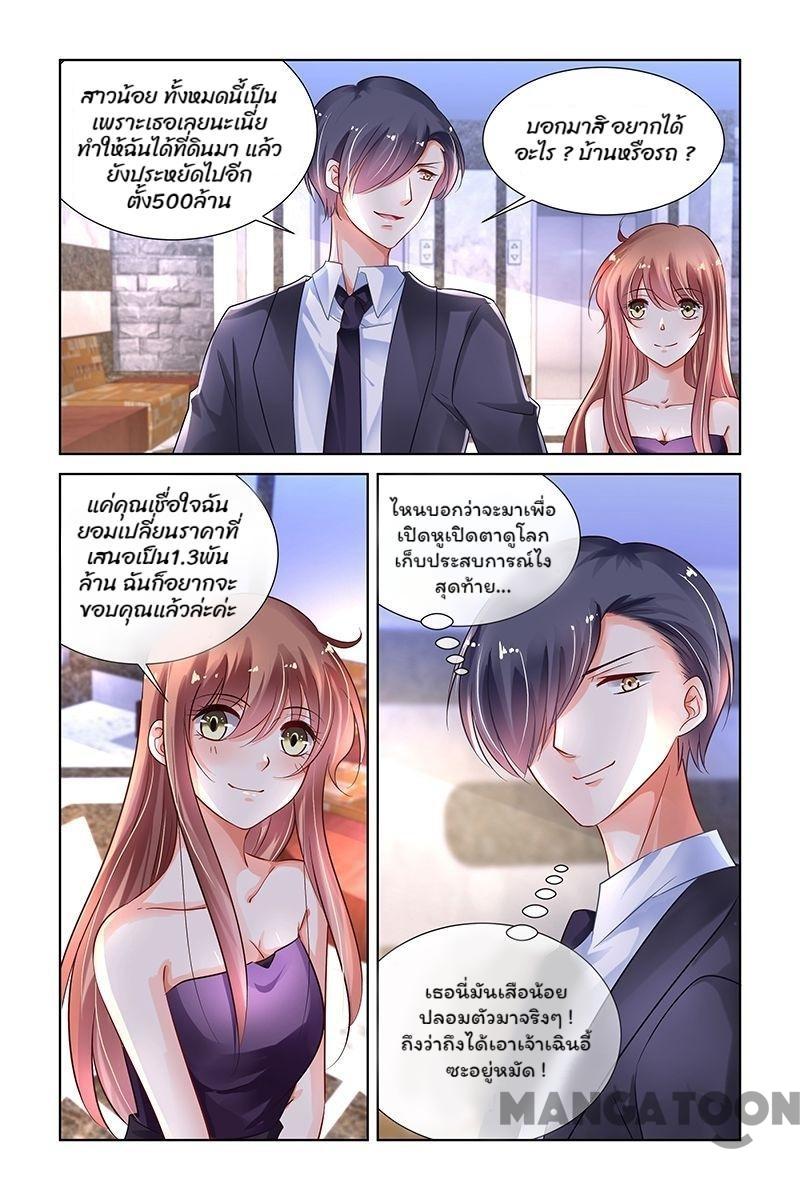 สาวน้อย ทั้งหมดนี้เป็น
เพราะเธอเลยนะเนี่ย
ทำให้ฉันได้ที่ดินมา แล้ว
ยังประหยัดไปอีก
ตั้ง500ล้าน
บอกมาสิ อยากได้
อะไร ? บ้านหรือรถ ?
แค่คุณเชื่อใจฉัน
ยอมเปลี่ยนราคาที่
เสนอเป็น1.3พัน
ล้าน ฉันก็อยากจะ
ขอบคุณแล้วล่ะค่ะ
ไหนบอกว่าจะมาเพื่อ
เปิดหูเปิดตาดูโลก
เก็บประสบการณ์ไง
สุดท้าย...
เธอนี่มันเสือน้อย
ปลอมตัวมาจริงๆ !
ถึงว่าถึงได้เอาเจ้าเฉินอี้
ซะอยู่หมัด !
MANGATOON